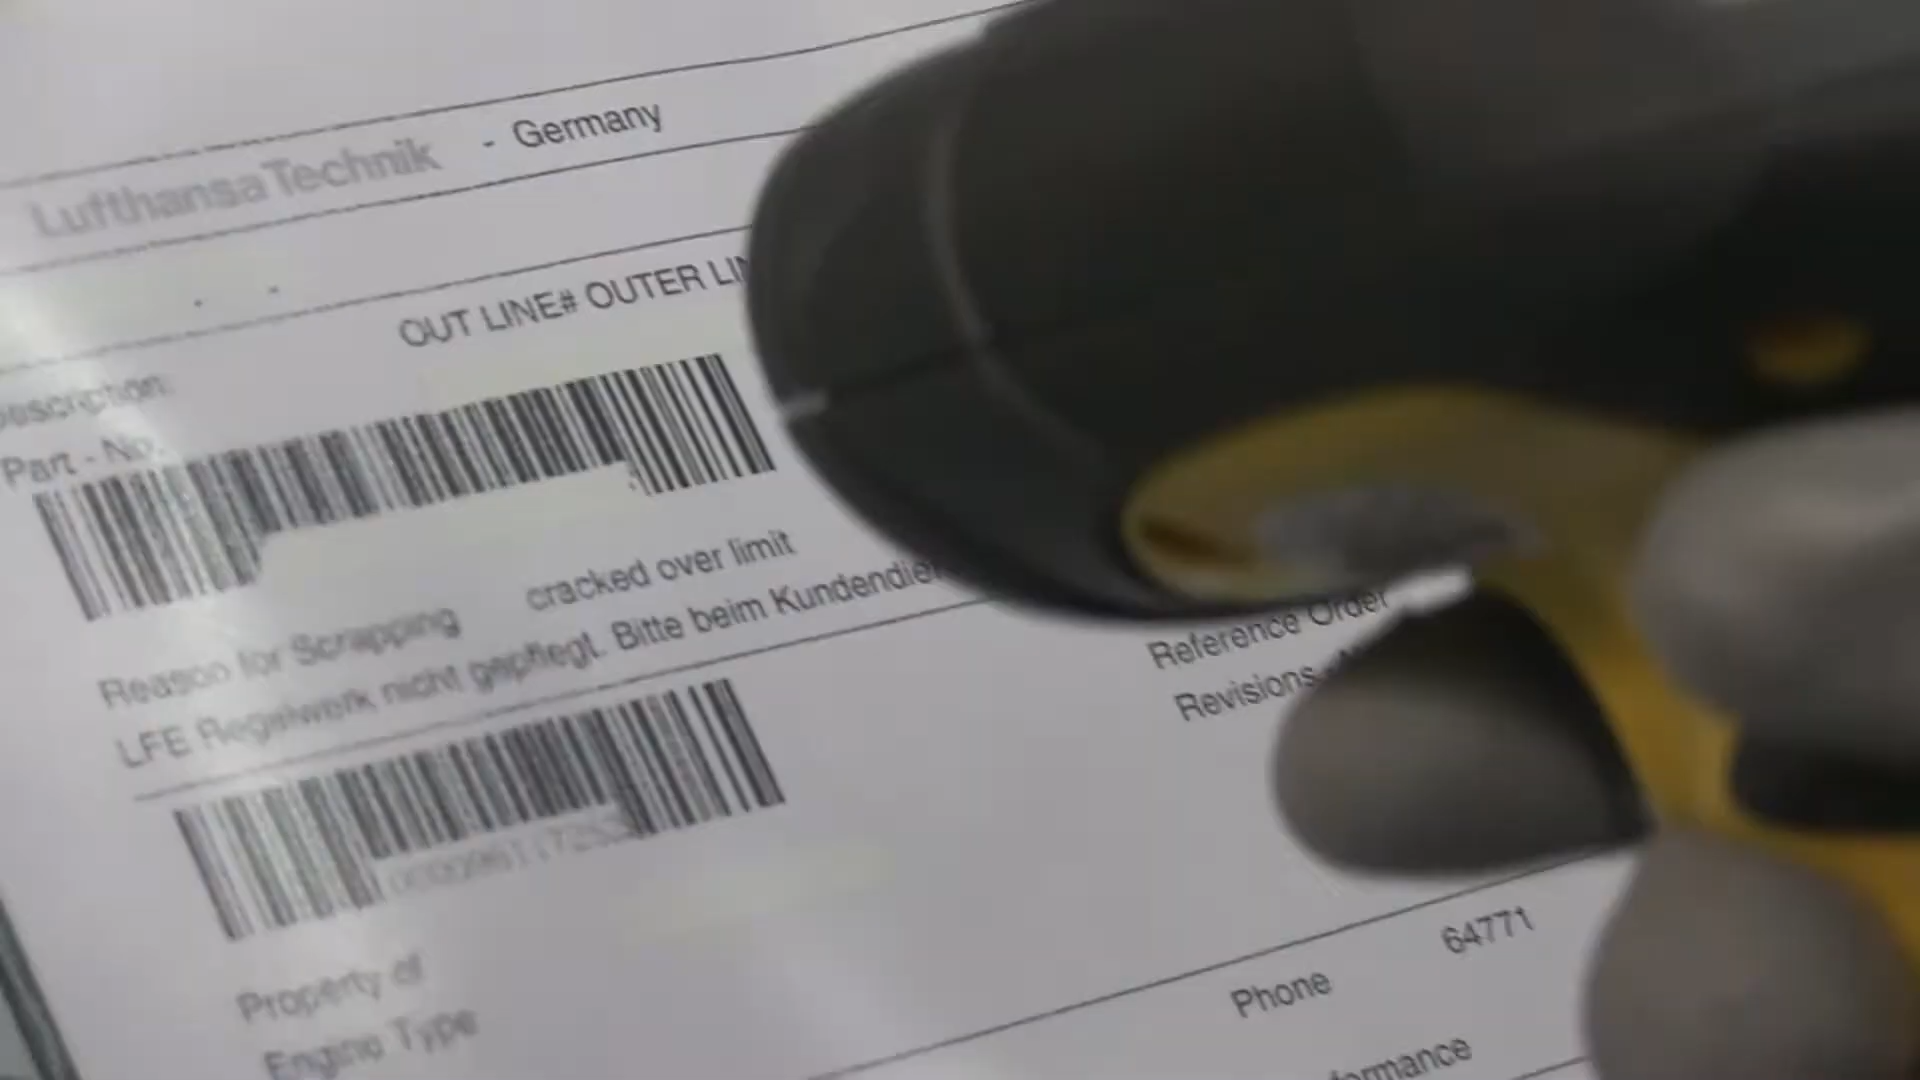 Lufthansa Technik - Germany
OUT LINE# OUTER LIN
Description:
Part - No.
Reason for Scrapping cracked over limit
LFE Regelwerk nicht gepflegt. Bitte beim Kundendie
Reference Order
Revisions
Property of
Engine Type
Phone 64771
formance